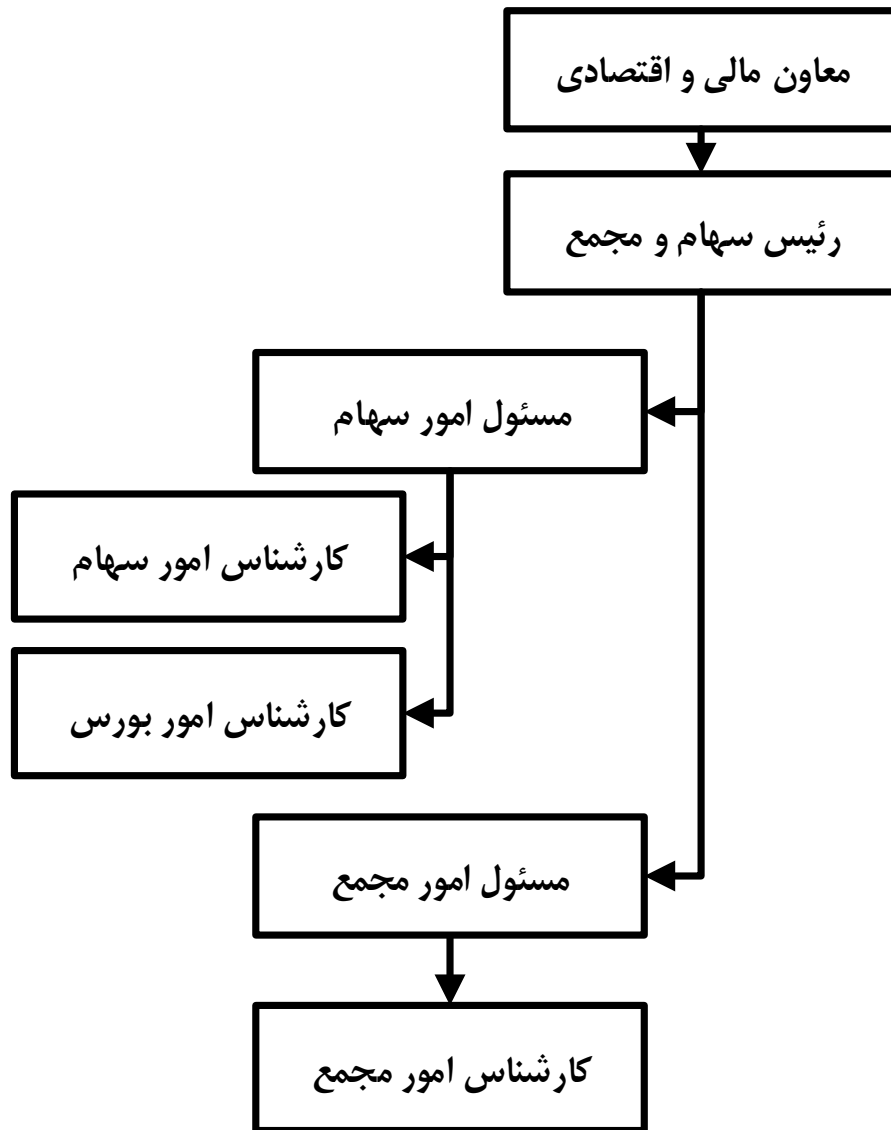 معاون مالی و اقتصادی
رئیس سهام و مجمع
مسئول امور سهام
کارشناس امور سهام
کارشناس امور بورس
مسئول امور مجمع
کارشناس امور مجمع